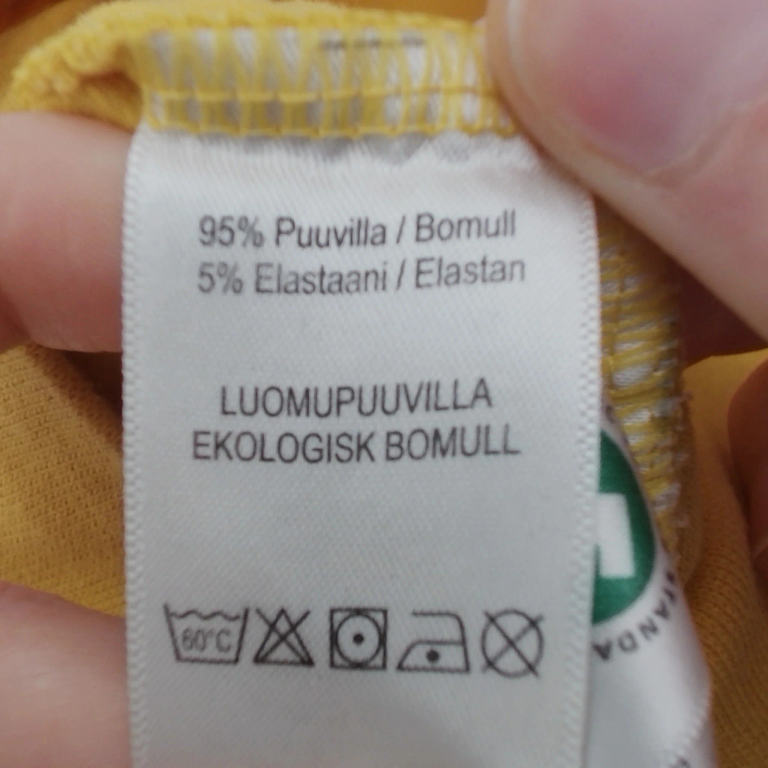 95% Puuvilla / Bomull
5% Elastaani / Elastan
LUOMUPUUVILLA
EKOLOGISK BOMULL
60°C